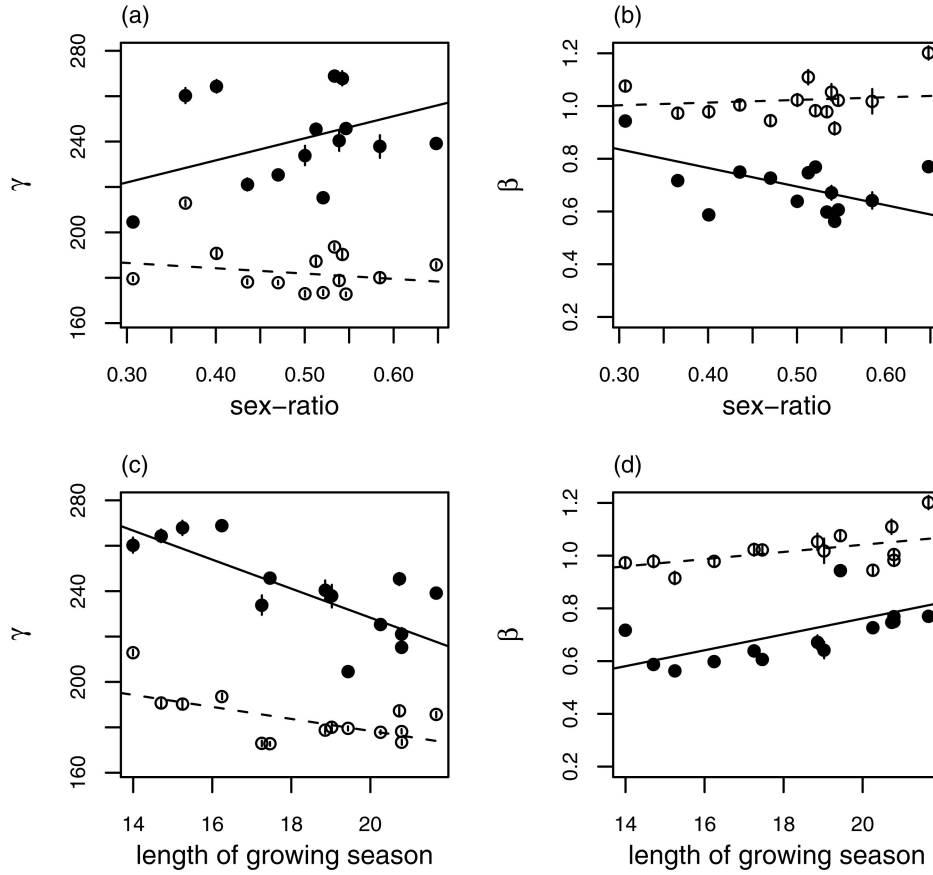 (a)
280
240
200
160
γ
0.30 0.40 0.50 0.60
sex−ratio
(b)
1.2
1.0
0.8
0.6
0.4
0.2
β
0.30 0.40 0.50 0.60
sex−ratio
(c)
280
240
200
160
γ
14 16 18 20
length of growing season
(d)
1.2
1.0
0.8
0.6
0.4
0.2
β
14 16 18 20
length of growing season